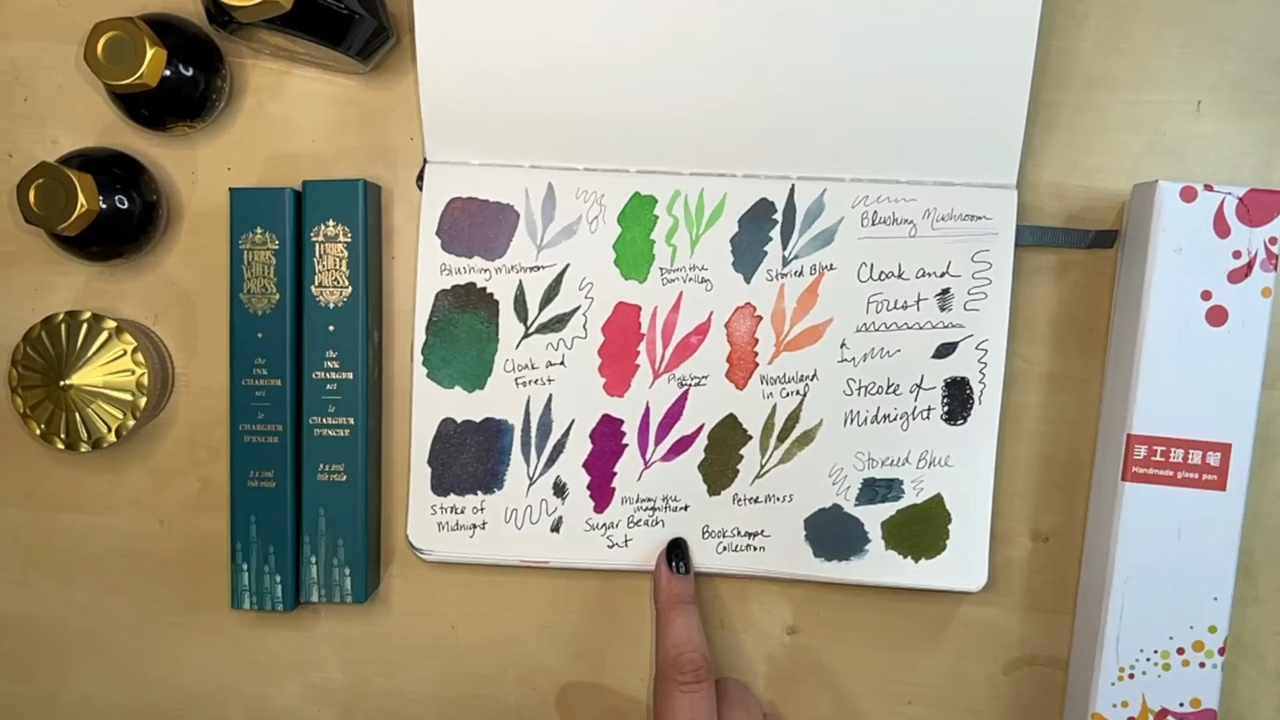 FERRIS
WHEEL
PRESS
the
INK
CHARGER
set
le
CHARGEUR
D'ENCRE
3 x 5ml
ink vials
FERRIS
WHEEL
PRESS
the
INK
CHARGER
set
le
CHARGEUR
D'ENCRE
3 x 5ml
ink vials
Blushing Mushroom
Down the
Don Valley
Storied Blue
Cloak and
Forest
Wonderland
In Coral
Stroke of
Midnight
Midway the
Magnificent
Peter Moss
Sugar Beach
Set
Bookshoppe
Collection
Blushing Mushroom
Cloak and
Forest
Stroke of
Midnight
Storied Blue
手工玻璃笔
Handmade glass pen